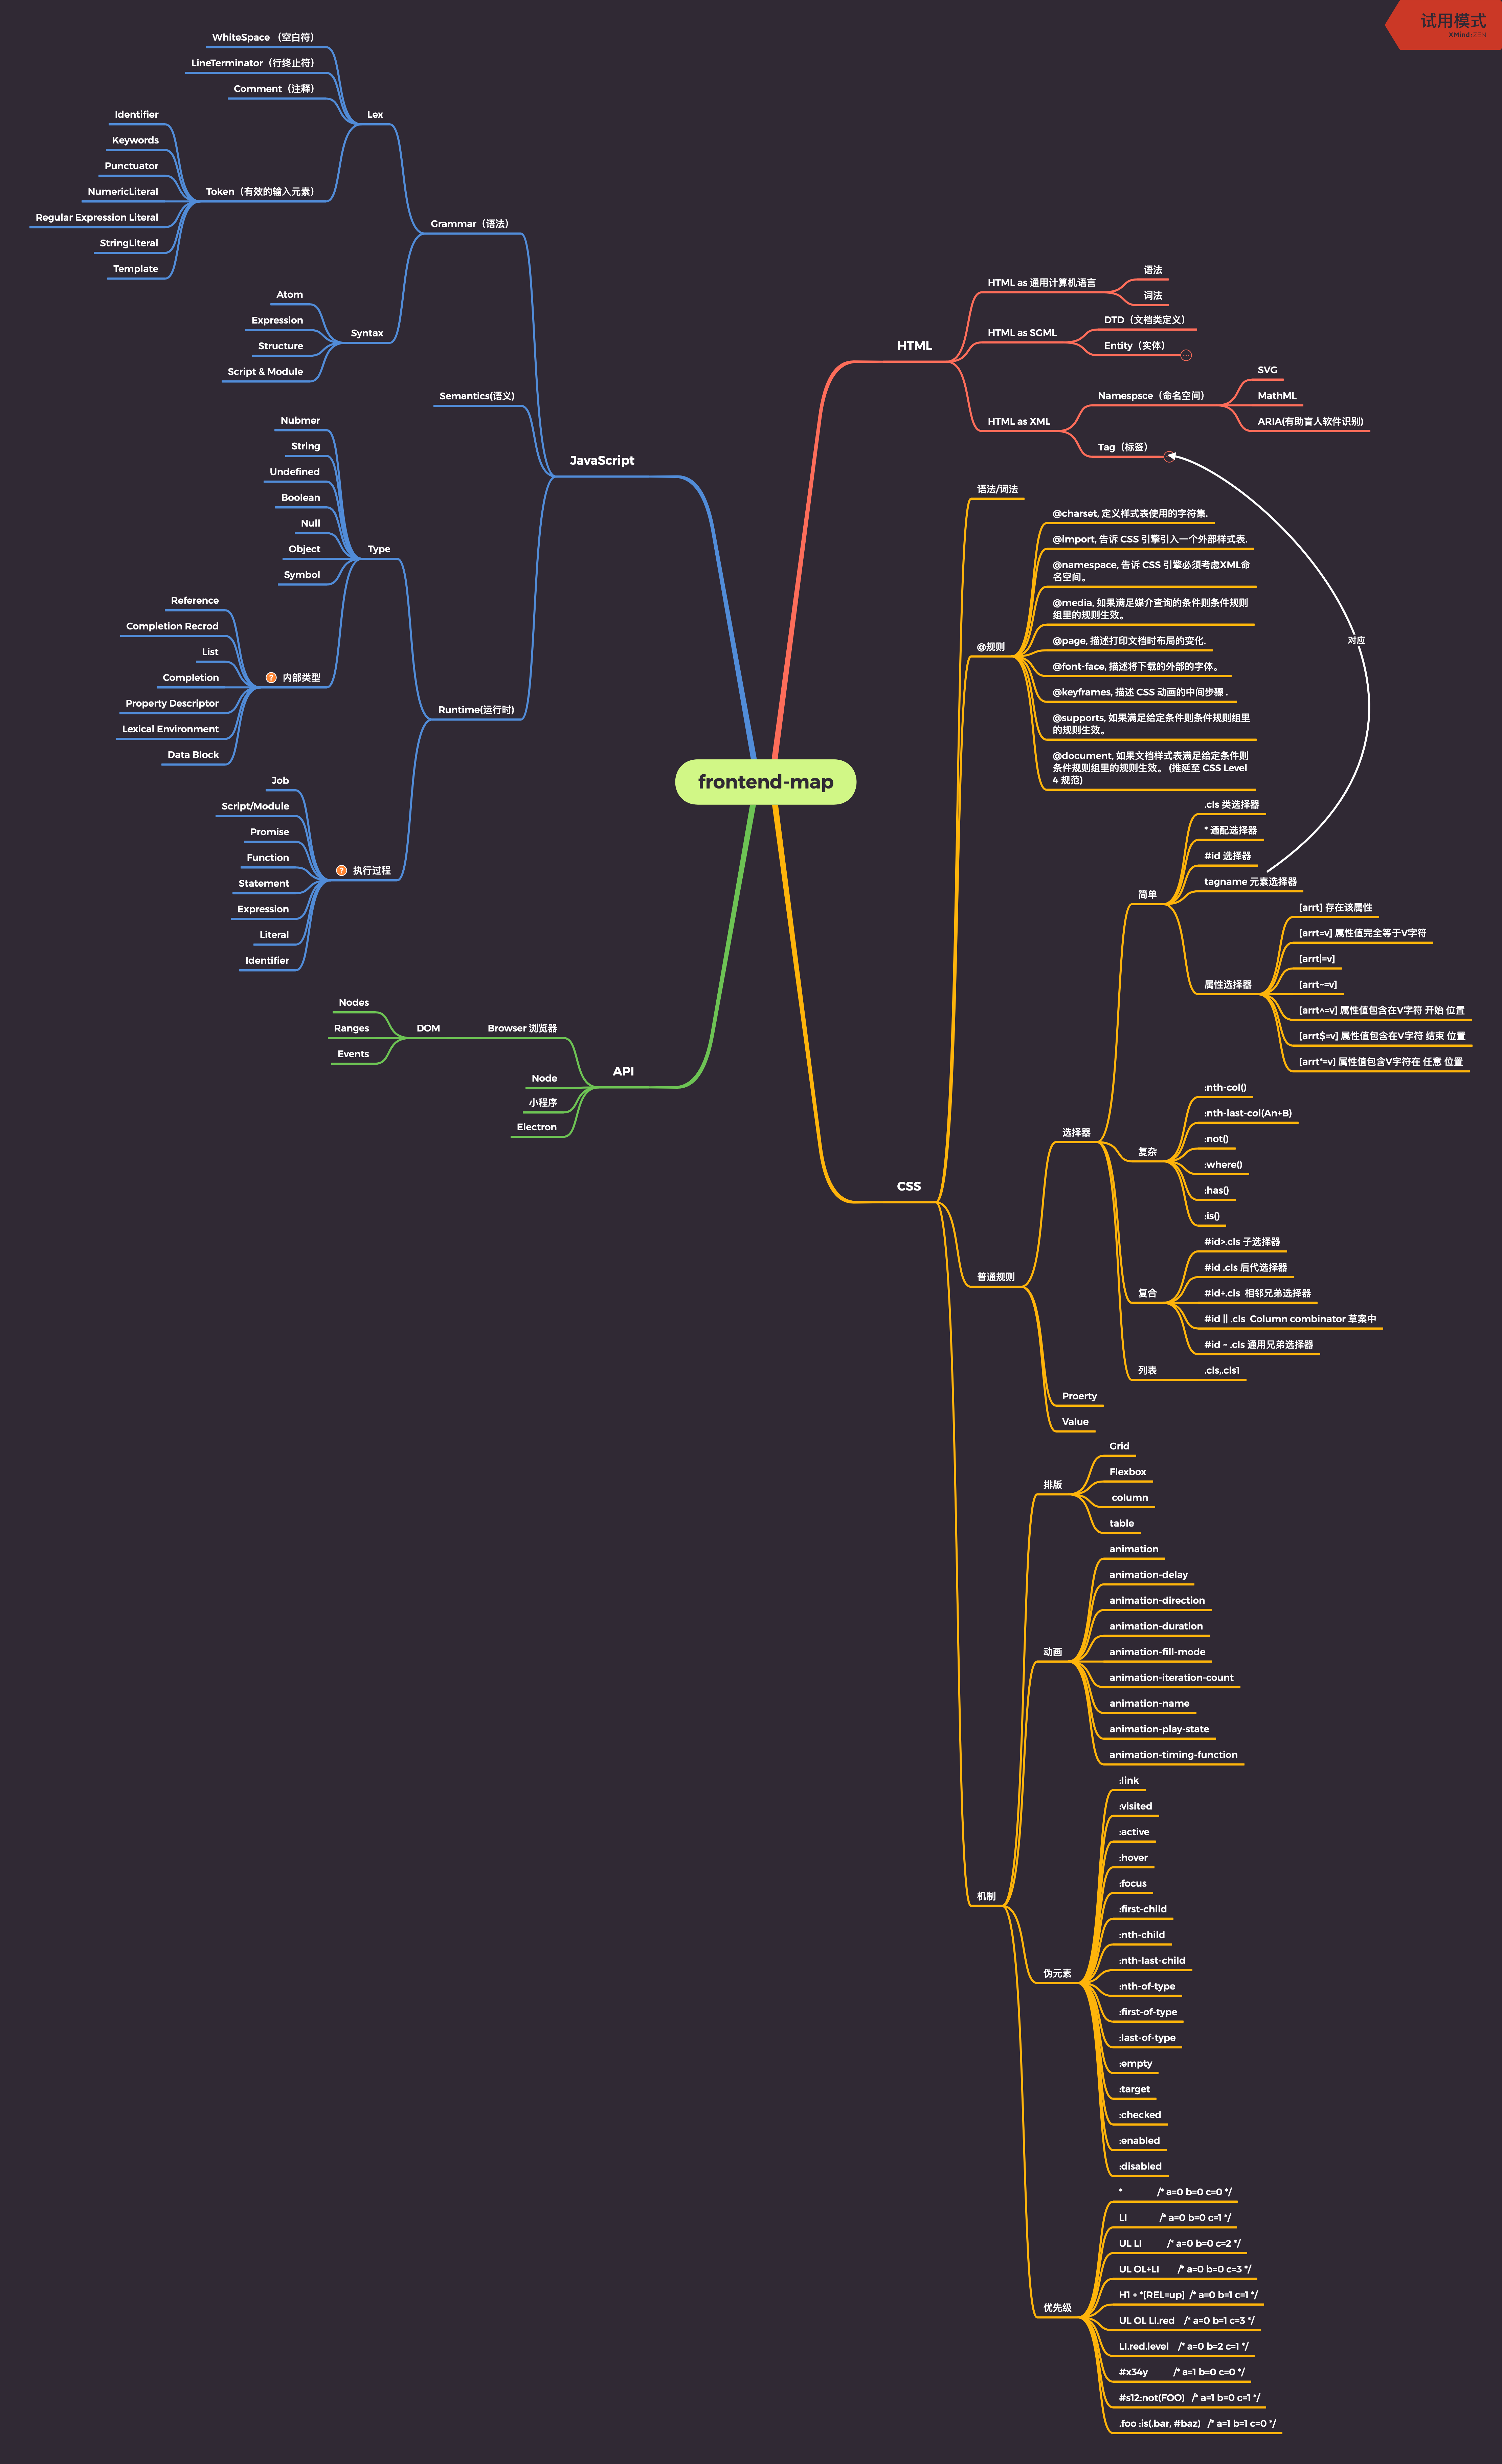 试用模式
XMind:ZEN
WhiteSpace （空白符）
LineTerminator（行终止符）
Comment（注释）
Lex
Identifier
Keywords
Punctuator
NumericLiteral
Regular Expression Literal
StringLiteral
Template
Token（有效的输入元素）
Grammar（语法）
Atom
Expression
Structure
Script & Module
Syntax
Semantics(语义)
JavaScript
Nubmer
String
Undefined
Boolean
Null
Object
Symbol
Type
Reference
Completion Recrod
List
Completion
Property Descriptor
Lexical Environment
Data Block
? 内部类型
Runtime(运行时)
Job
Script/Module
Promise
Function
Statement
Expression
Literal
Identifier
? 执行过程
frontend-map
Nodes
Ranges
Events
DOM
Browser 浏览器
Node
小程序
Electron
API
HTML
HTML as 通用计算机语言
语法
词法
HTML as SGML
DTD（文档类定义）
Entity（实体）
HTML as XML
Namepsce（命名空间）
SVG
MathML
ARIA(有助盲人软件识别)
Tag（标签）
对应
CSS
语法/词法
@规则
@charset, 定义样式表使用的字符集.
@import, 告诉 CSS 引擎引入一个外部样式表.
@namespace, 告诉 CSS 引擎必须考虑XML命
名空间。
@media, 如果满足媒介查询的条件则条件规则
组里的规则生效。
@page, 描述打印文档时布局的变化.
@font-face, 描述将下载的外部的字体。
@keyframes, 描述 CSS 动画的中间步骤 .
@supports, 如果满足给定条件则条件规则组里
的规则生效。
@document, 如果文档样式表满足给定条件则
条件规则组里的规则生效。 (推延至 CSS Level
4 规范)
普通规则
选择器
简单
.cls 类选择器
* 通配选择器
#id 选择器
tagname 元素选择器
属性选择器
[arrt] 存在该属性
[arrt=v] 属性值完全等于V字符
[arrt|=v]
[arrt~=v]
[arrt^=v] 属性值包含在V字符 开始 位置
[arrt$=v] 属性值包含在V字符 结束 位置
[arrt*=v] 属性值包含V字符在 任意 位置
复杂
:nth-col()
:nth-last-col(An+B)
:not()
:where()
:has()
:is()
复合
#id>.cls 子选择器
#id .cls 后代选择器
#id+.cls 相邻兄弟选择器
#id || .cls Column combinator 草案中
#id ~ .cls 通用兄弟选择器
列表
.cls,.cls1
Proerty
Value
机制
排版
Grid
Flexbox
column
table
动画
animation
animation-delay
animation-direction
animation-duration
animation-fill-mode
animation-iteration-count
animation-name
animation-play-state
animation-timing-function
伪元素
:link
:visited
:active
:hover
:focus
:first-child
:nth-child
:nth-last-child
:nth-of-type
:first-of-type
:last-of-type
:empty
:target
:checked
:enabled
:disabled
优先级
* /* a=0 b=0 c=0 */
LI /* a=0 b=0 c=1 */
UL LI /* a=0 b=0 c=2 */
UL OL+LI /* a=0 b=0 c=3 */
H1 + *[REL=up] /* a=0 b=1 c=1 */
UL OL LI.red /* a=0 b=1 c=3 */
LI.red.level /* a=0 b=2 c=1 */
#x34y /* a=1 b=0 c=0 */
#s12:not(FOO) /* a=1 b=0 c=1 */
.foo :is(.bar, #baz) /* a=1 b=1 c=0 */